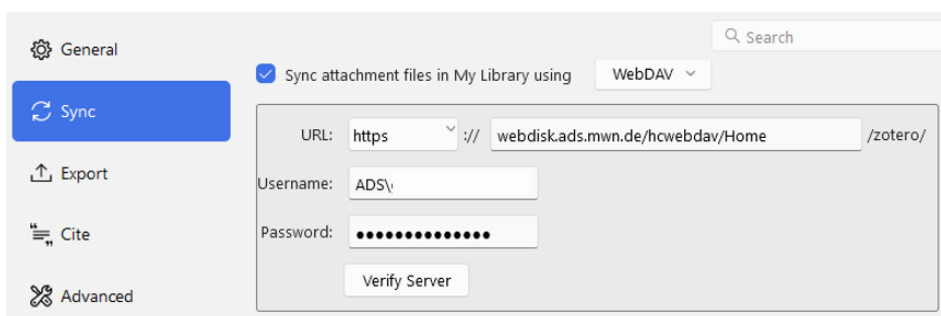 Search
General
Sync attachment files in My Library using WebDAV
Sync
URL: https :// webdisk.ads.mwn.de/hcwebdav/Home /zotero/
Export
Username: ADS\
Password: ●●●●●●●●●●●●●●
Cite
Verify Server
Advanced